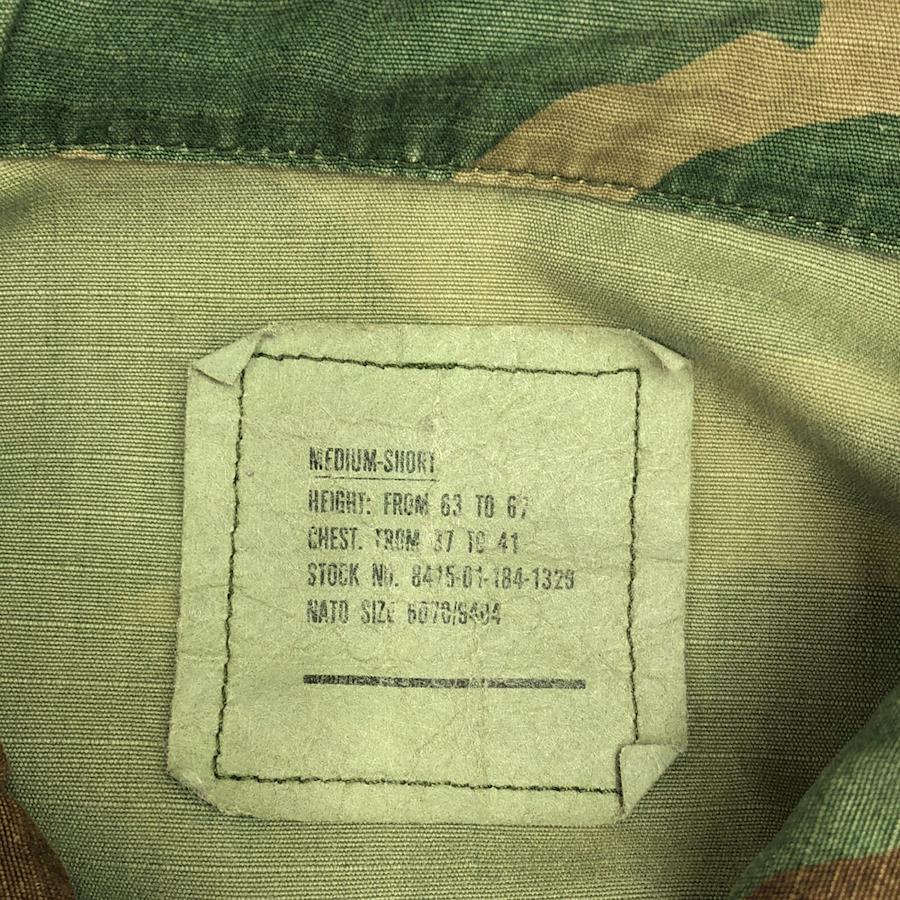 MEDIUM-SHORT
HEIGHT: FROM 63 TO 67
CHEST. FROM 37 TO 41
STOCK NO. 8415-01-184-1329
NATO SIZE 6070/9404